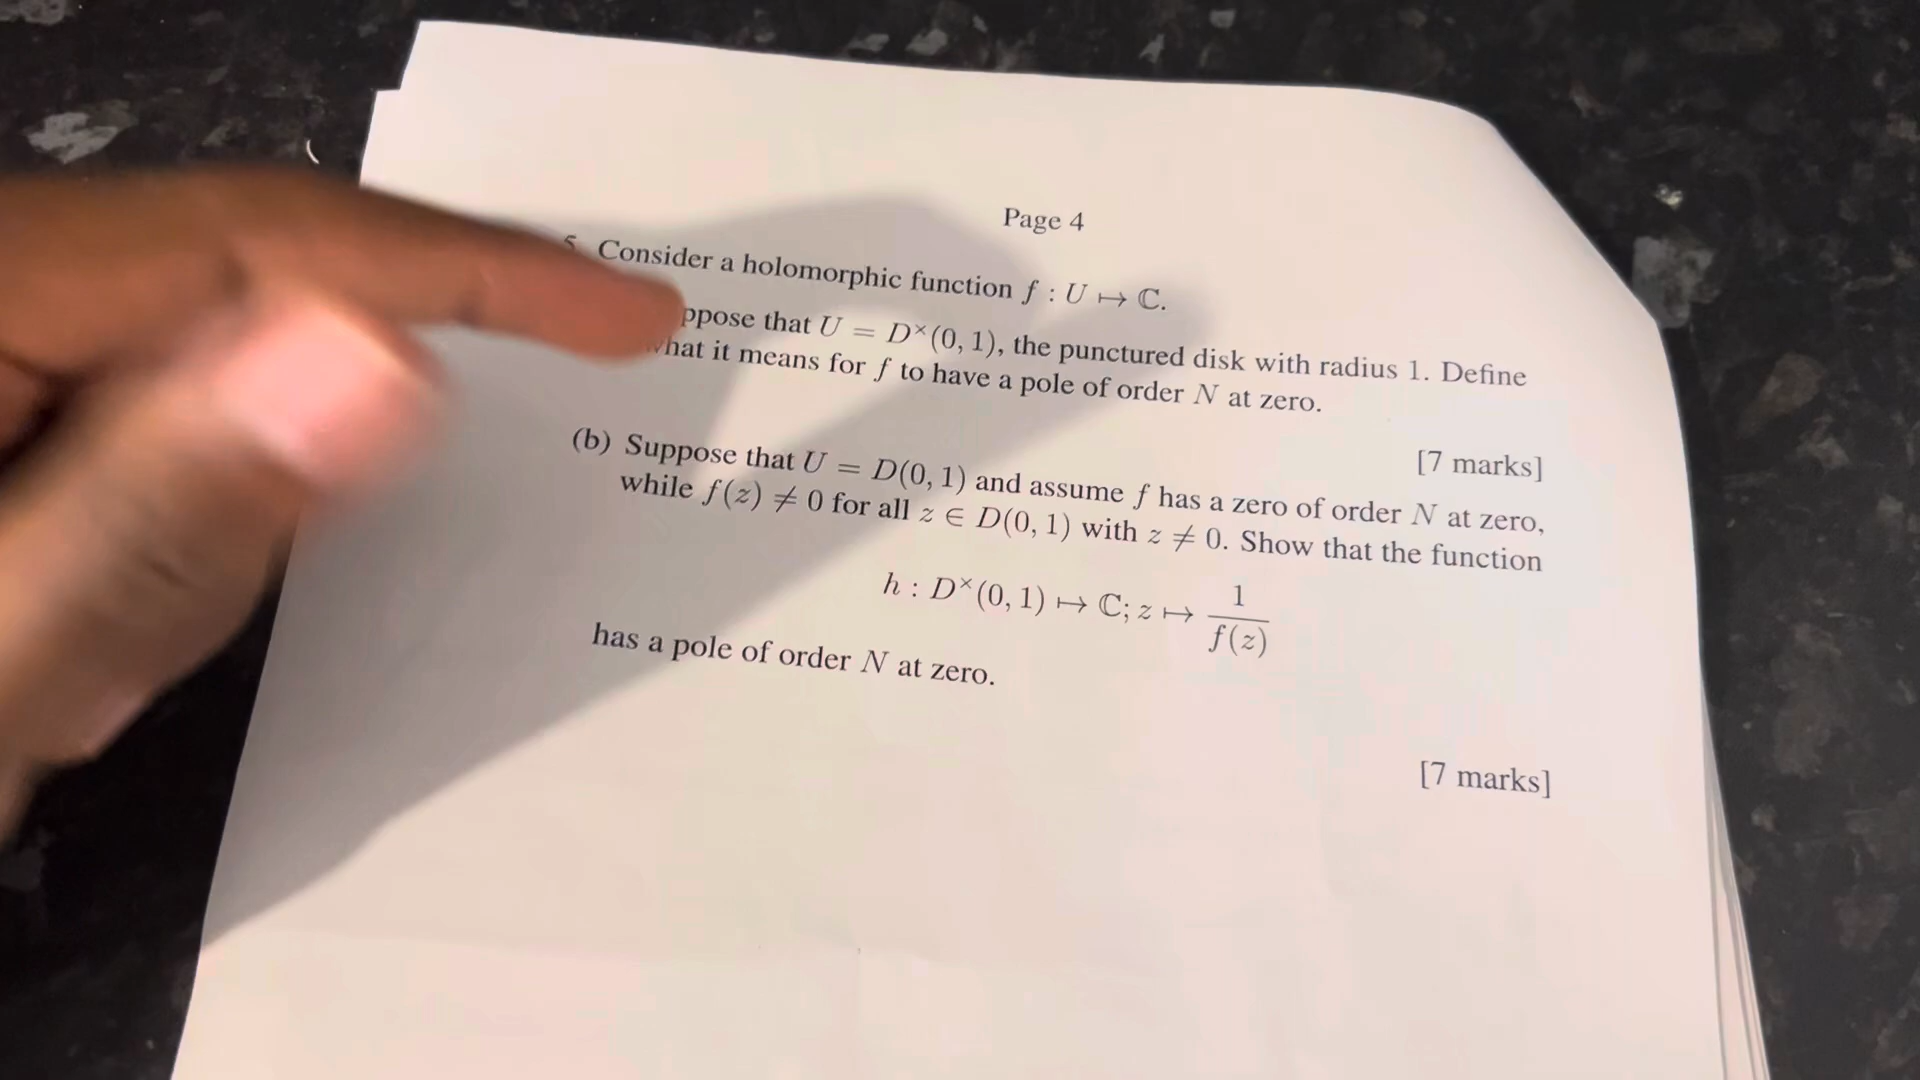 Page 4
Consider a holomorphic function f : U ↦ ℂ.
that U = D×(0, 1), the punctured disk with radius 1. Define
it means for f to have a pole of order N at zero.
[7 marks]
(b) Suppose that U = D(0, 1) and assume f has a zero of order N at zero,
while f(z) ≠ 0 for all z ∈ D(0, 1) with z ≠ 0. Show that the function
h : D×(0, 1) ↦ ℂ; z ↦ 1/f(z)
has a pole of order N at zero.
[7 marks]